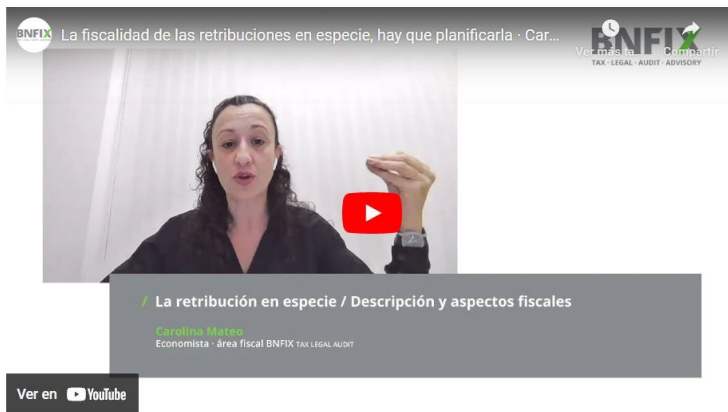 BNFIX
La fiscalidad de las retribuciones en especie, hay que planificarla · Car...
BNFIX
Ver más ta... Compartir
TAX · LEGAL · AUDIT · ADVISORY
/ La retribución en especie / Descripción y aspectos fiscales
Carolina Mateo
Economista · área fiscal BNFIX TAX LEGAL AUDIT
Ver en YouTube